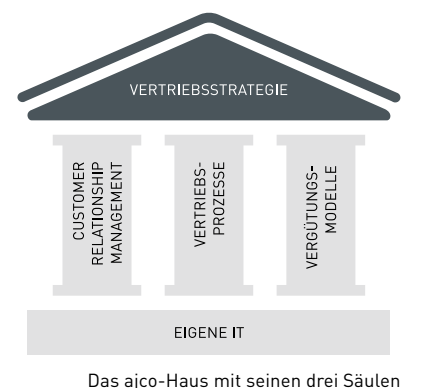 VERTRIEBSSTRATEGIE
CUSTOMER
RELATIONSHIP
MANAGEMENT
VERTRIEBS-
PROZESSE
VERGÜTUNGS-
MODELLE
EIGENE IT
Das ajco-Haus mit seinen drei Säulen